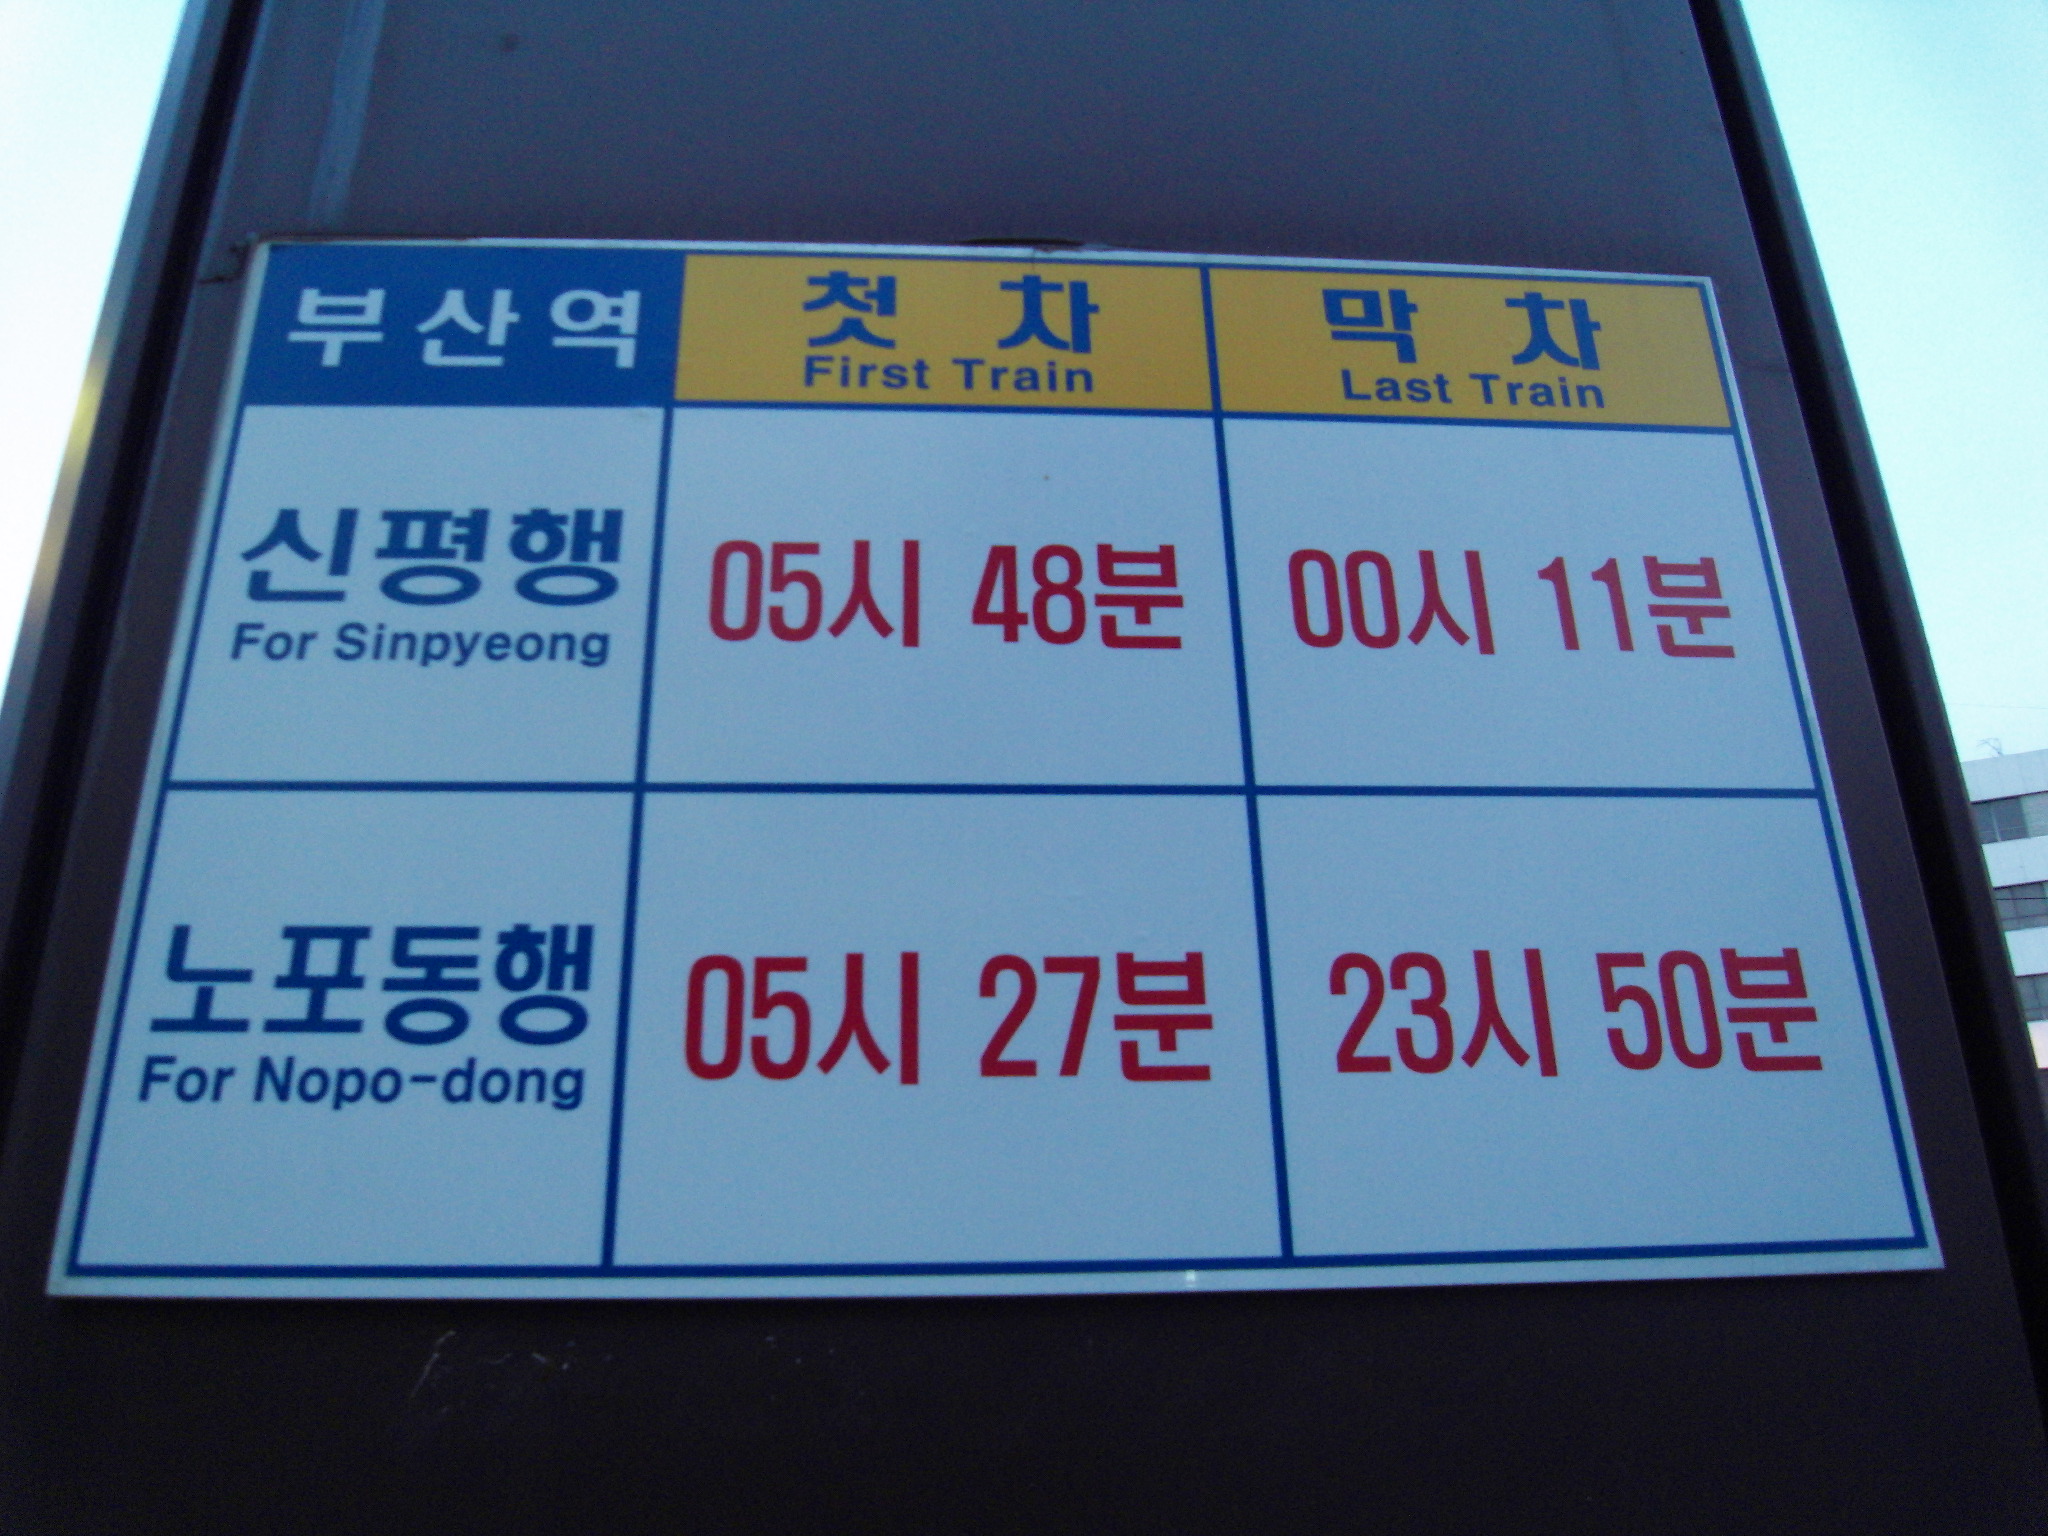 부산역
첫 차
First Train
막 차
Last Train
신평행
For Sinpyeong
05시 48분
00시 11분
노포동행
For Nopo-dong
05시 27분
23시 50분